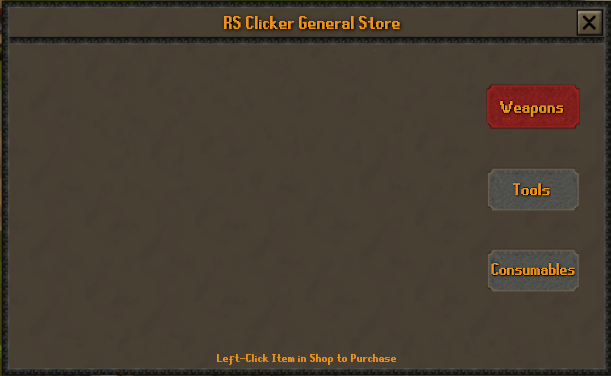 RS Clicker General Store
Weapons
Tools
Consumables
Left-Click Item in Shop to Purchase